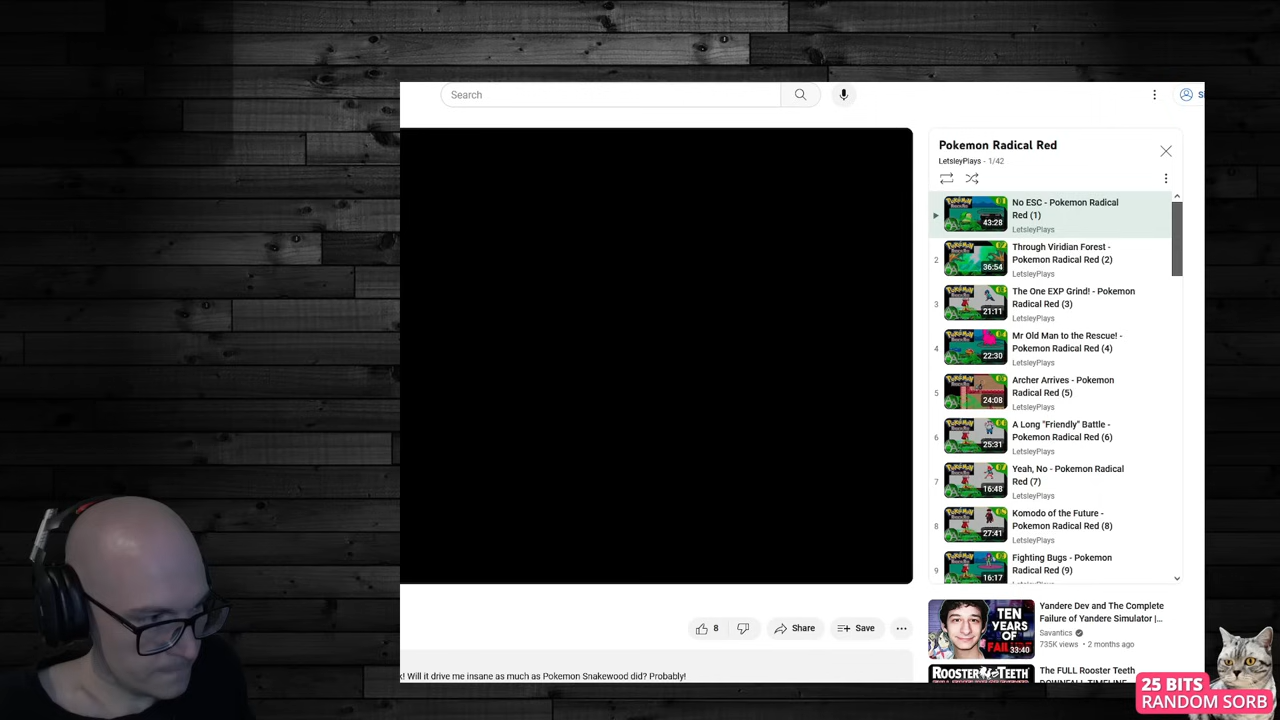 Search
Si
Pokemon Radical Red
LetsleyPlays - 1/42
No ESC - Pokemon Radical
Red (1)
LetsleyPlays
43:28
2
Through Viridian Forest -
Pokemon Radical Red (2)
LetsleyPlays
36:54
3
The One EXP Grind! - Pokemon
Radical Red (3)
LetsleyPlays
21:11
4
Mr Old Man to the Rescue! -
Pokemon Radical Red (4)
LetsleyPlays
22:30
5
Archer Arrives - Pokemon
Radical Red (5)
LetsleyPlays
24:08
6
A Long "Friendly" Battle -
Pokemon Radical Red (6)
LetsleyPlays
25:31
7
Yeah, No - Pokemon Radical
Red (7)
LetsleyPlays
16:48
8
Komodo of the Future -
Pokemon Radical Red (8)
LetsleyPlays
27:41
9
Fighting Bugs - Pokemon
Radical Red (9)
16:17
8
Share
Save
...
k! Will it drive me insane as much as Pokemon Snakewood did? Probably!
TEN
YEARS
OF
FAILURE
33:40
Yandere Dev and The Complete
Failure of Yandere Simulator |...
Savantics
735K views • 2 months ago
ROOSTER TEETH
The FULL Rooster Teeth
DOWNFALL TIMELINE
25 BITS
RANDOM SORB